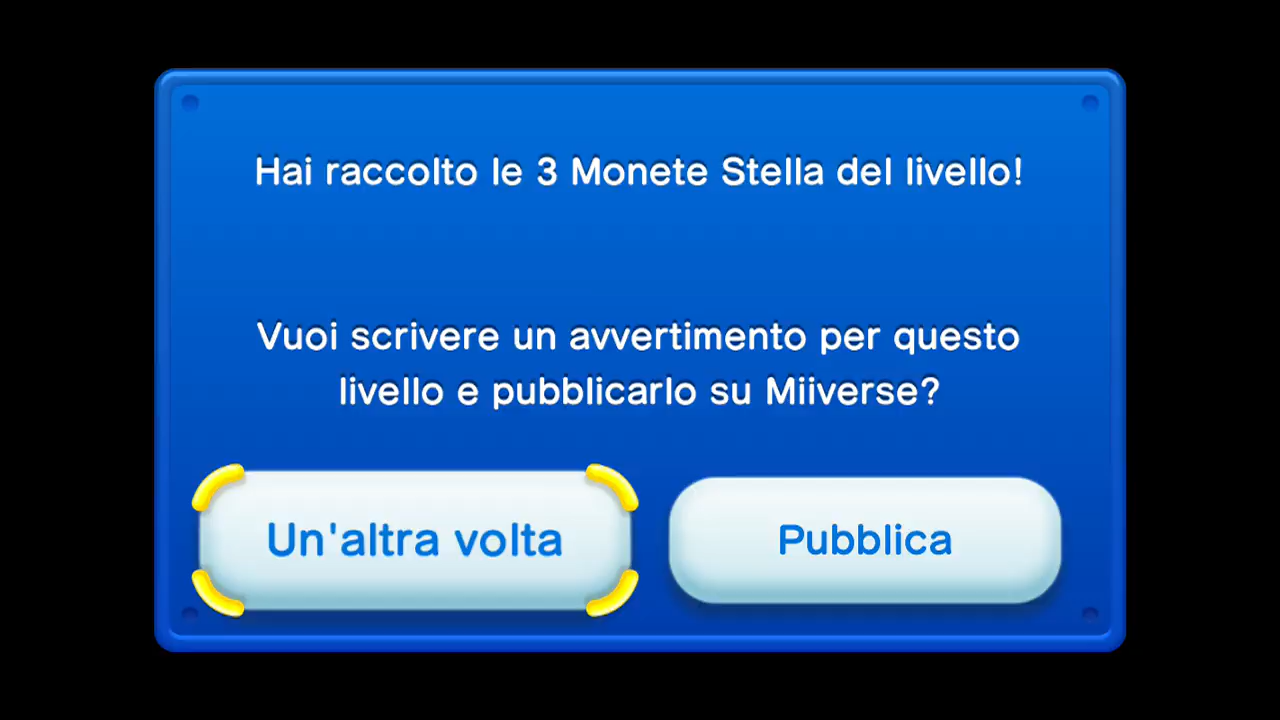 Hai raccolto le 3 Monete Stella del livello!
Vuoi scrivere un avvertimento per questo
livello e pubblicarlo su Miiverse?
Un'altra volta
Pubblica